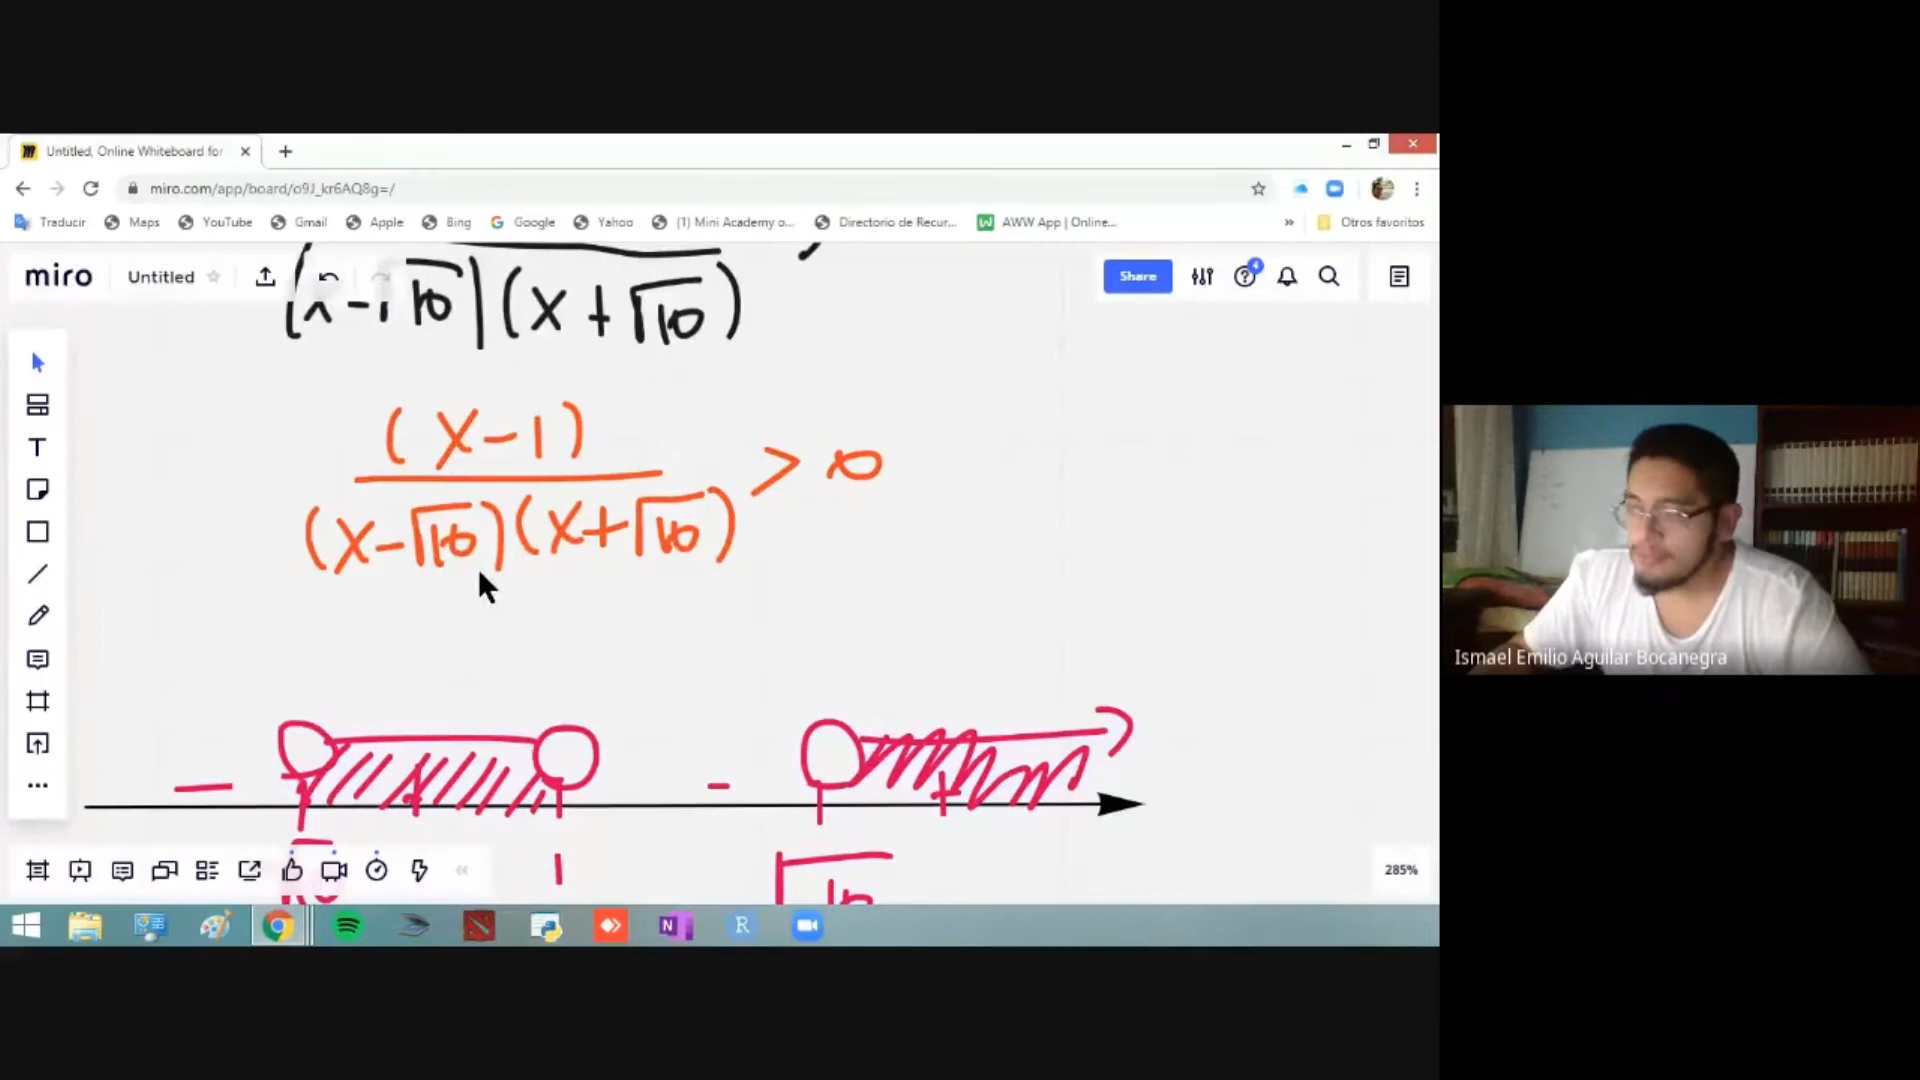 Untitled, Online Whiteboard for
miro.com/app/board/o9J_kr6AQ8g=/
Traducir Maps YouTube Gmail Apple Bing Google Yahoo (1) Mini Academy o... Directorio de Recur... AWW App | Online... » Otros favoritos
miro Untitled Share 4
(x-√10)(x+√10)
(x-1)
> 0
(x-√10)(x+√10)
Ismael Emilio Aguilar Bocanegra
- + - +
1 √10
285%